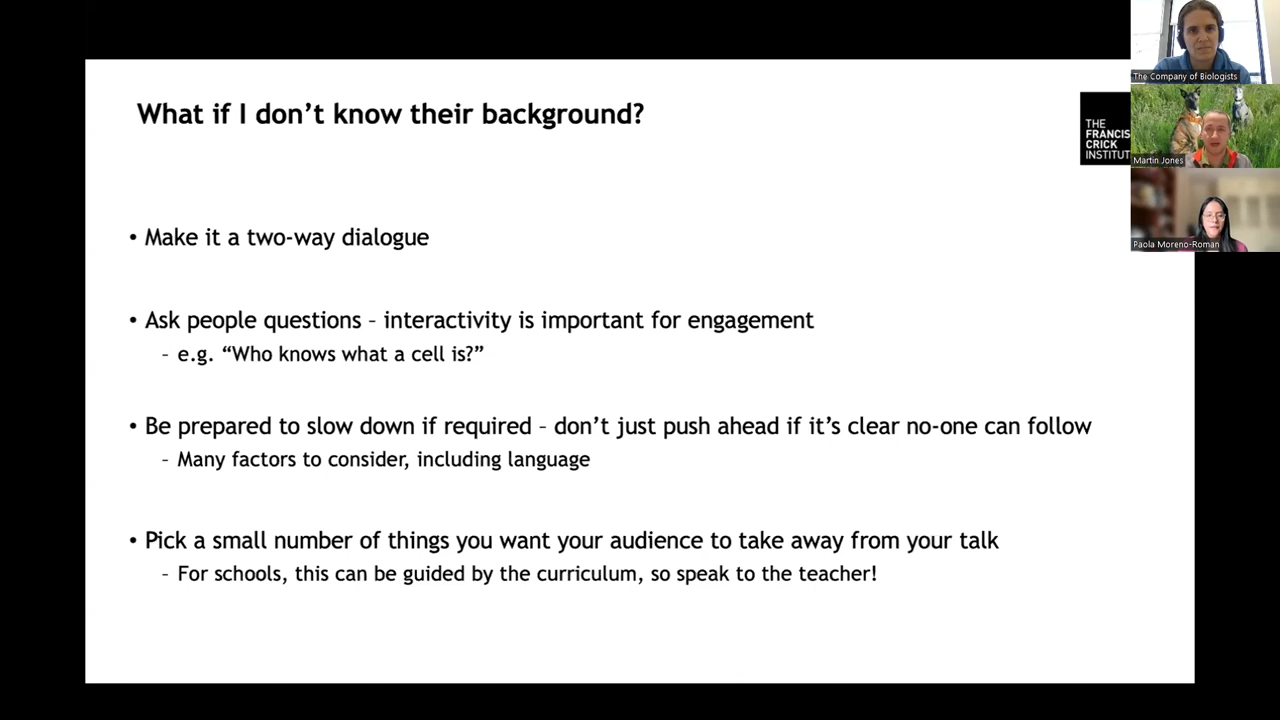 What if I don't know their background?
THE
FRANCIS
CRICK
INSTITUT
The Company of Biologists
Martin Jones
Paola Moreno-Roman
• Make it a two-way dialogue
• Ask people questions – interactivity is important for engagement
– e.g. “Who knows what a cell is?”
• Be prepared to slow down if required – don't just push ahead if it's clear no-one can follow
– Many factors to consider, including language
• Pick a small number of things you want your audience to take away from your talk
– For schools, this can be guided by the curriculum, so speak to the teacher!